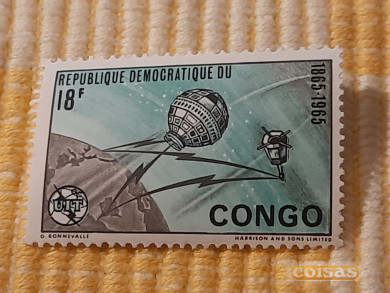 REPUBLIQUE DEMOCRATIQUE DU
18F
1865·1965
UIT
CONGO
O. BONNEVALLE
HARRISON AND SONS LIMITED
coisas